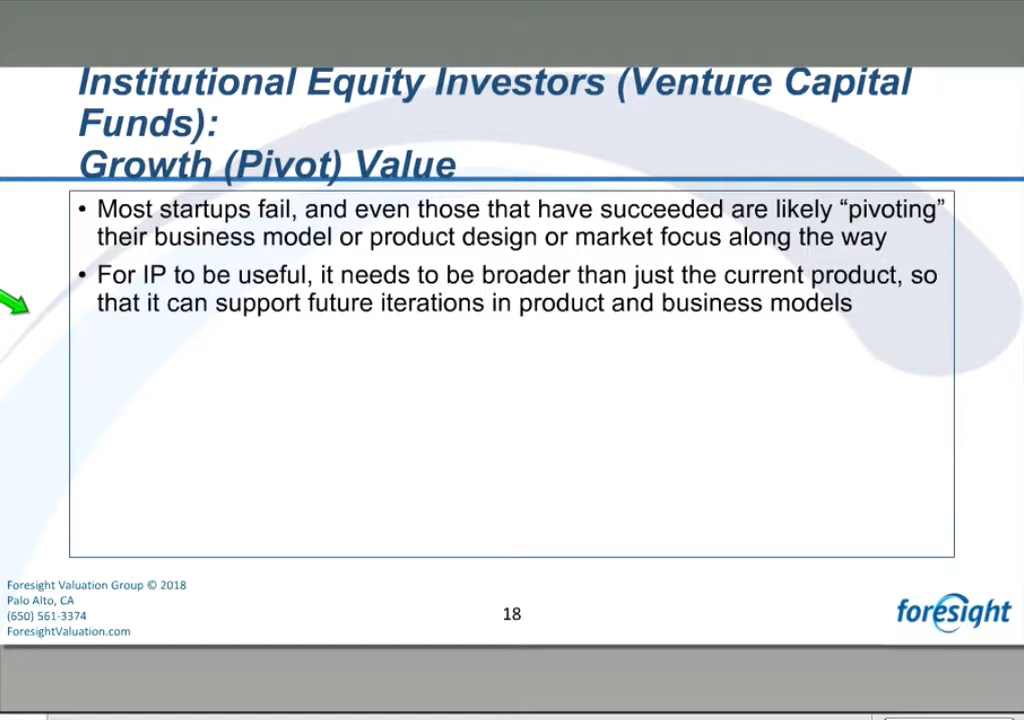 Institutional Equity Investors (Venture Capital
Funds):
Growth (Pivot) Value
• Most startups fail, and even those that have succeeded are likely “pivoting”
their business model or product design or market focus along the way
• For IP to be useful, it needs to be broader than just the current product, so
that it can support future iterations in product and business models
Foresight Valuation Group © 2018
Palo Alto, CA
(650) 561-3374
ForesightValuation.com
18
foresight